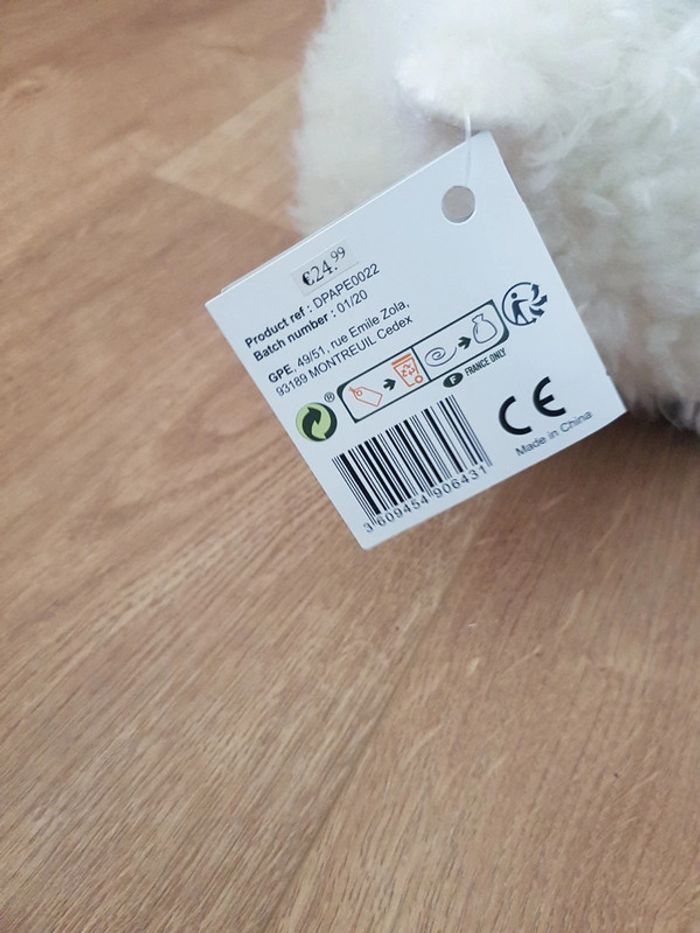 €24.99
Product ref : DPAPE0022
Batch number : 01/20
GPE, 49/51, rue Emile Zola,
93189 MONTREUIL Cedex
®
F FRANCE ONLY
CE
Made in China
3 609454 906431